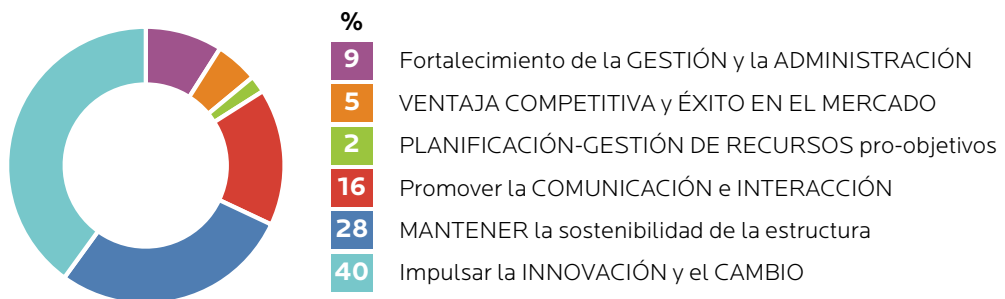 %
9 Fortalecimiento de la GESTIÓN y la ADMINISTRACIÓN
5 VENTAJA COMPETITIVA y ÉXITO EN EL MERCADO
2 PLANIFICACIÓN-GESTIÓN DE RECURSOS pro-objetivos
16 Promover la COMUNICACIÓN e INTERACCIÓN
28 MANTENER la sostenibilidad de la estructura
40 Impulsar la INNOVACIÓN y el CAMBIO